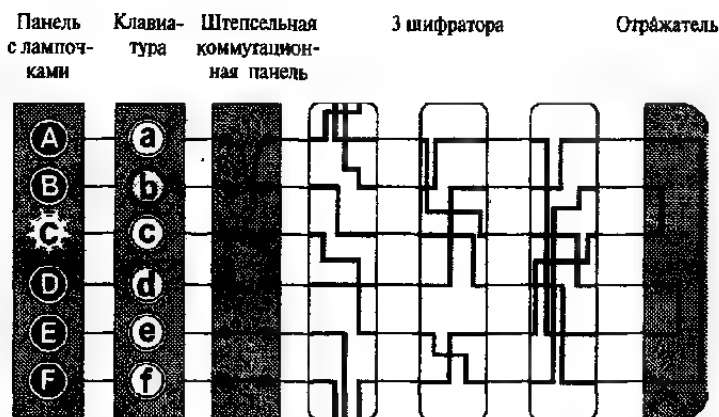 Панель
с лампоч-
ками
Клавиа-
тура
Штепсельная
коммутацион-
ная панель
3 шифратора
Отражатель
A a
B b
C c
D d
E e
F f